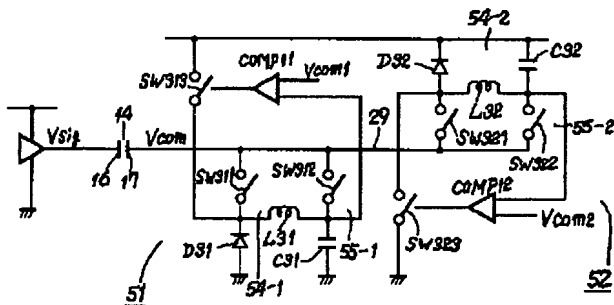 54-2
D32
C32
COMP11
Vcom1
SW313
L32
Vsig
14
Vcom
29
55-2
16
17
SW311
SW312
SW321
SW322
COMP12
Vcom2
D31
L31
C31
55-1
SW323
54-1
51
52